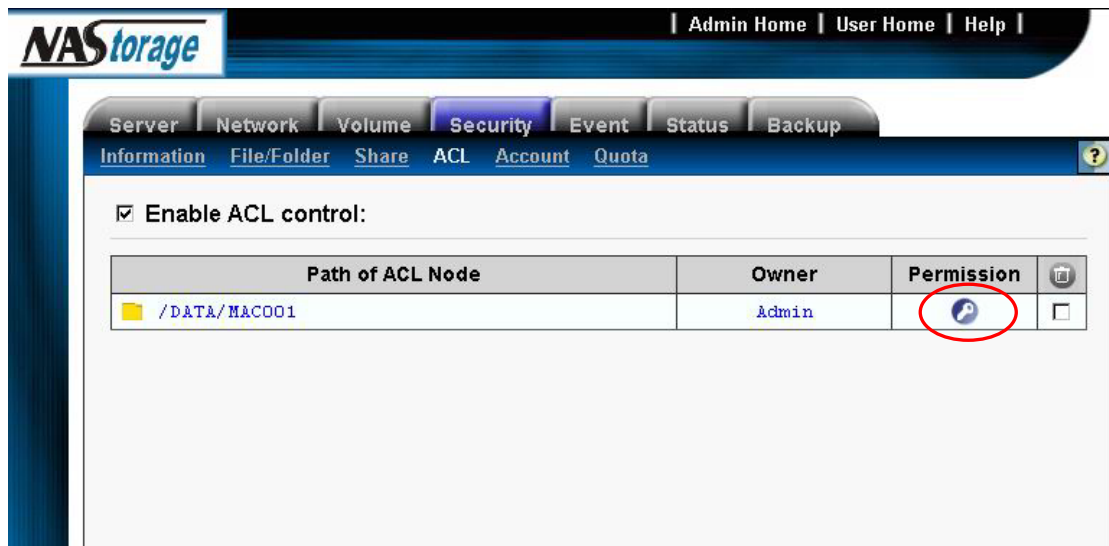 | Admin Home | User Home | Help |
NAStorage
Server Network Volume Security Event Status Backup
Information File/Folder Share ACL Account Quota ?
Enable ACL control:
Path of ACL Node Owner Permission
/DATA/MAC001 Admin